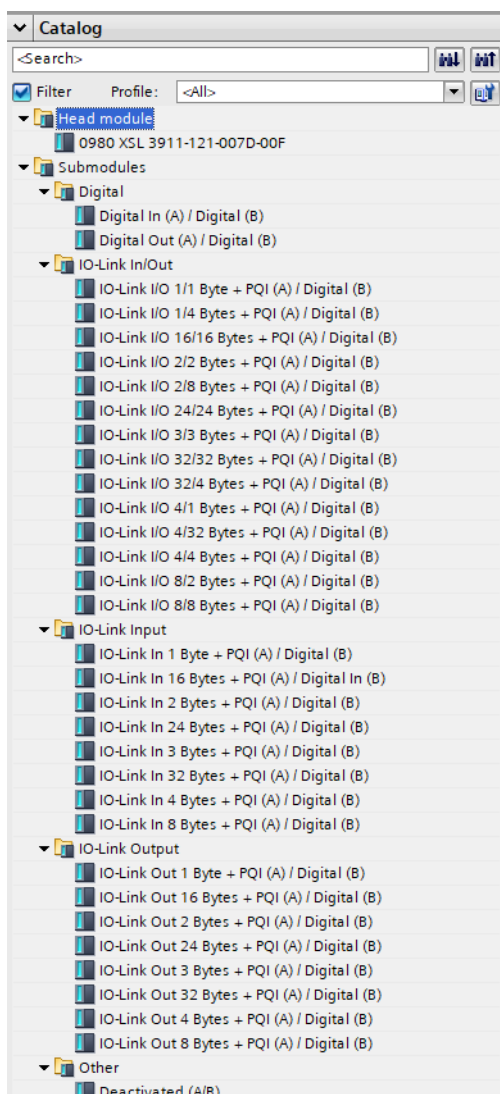 Catalog
<Search>
Filter Profile: <All>
Head module
0980 XSL 3911-121-007D-00F
Submodules
Digital
Digital In (A) / Digital (B)
Digital Out (A) / Digital (B)
IO-Link In/Out
IO-Link I/O 1/1 Byte + PQI (A) / Digital (B)
IO-Link I/O 1/4 Bytes + PQI (A) / Digital (B)
IO-Link I/O 16/16 Bytes + PQI (A) / Digital (B)
IO-Link I/O 2/2 Bytes + PQI (A) / Digital (B)
IO-Link I/O 2/8 Bytes + PQI (A) / Digital (B)
IO-Link I/O 24/24 Bytes + PQI (A) / Digital (B)
IO-Link I/O 3/3 Bytes + PQI (A) / Digital (B)
IO-Link I/O 32/32 Bytes + PQI (A) / Digital (B)
IO-Link I/O 32/4 Bytes + PQI (A) / Digital (B)
IO-Link I/O 4/1 Bytes + PQI (A) / Digital (B)
IO-Link I/O 4/32 Bytes + PQI (A) / Digital (B)
IO-Link I/O 4/4 Bytes + PQI (A) / Digital (B)
IO-Link I/O 8/2 Bytes + PQI (A) / Digital (B)
IO-Link I/O 8/8 Bytes + PQI (A) / Digital (B)
IO-Link Input
IO-Link In 1 Byte + PQI (A) / Digital (B)
IO-Link In 16 Bytes + PQI (A) / Digital In (B)
IO-Link In 2 Bytes + PQI (A) / Digital (B)
IO-Link In 24 Bytes + PQI (A) / Digital (B)
IO-Link In 3 Bytes + PQI (A) / Digital (B)
IO-Link In 32 Bytes + PQI (A) / Digital (B)
IO-Link In 4 Bytes + PQI (A) / Digital (B)
IO-Link In 8 Bytes + PQI (A) / Digital (B)
IO-Link Output
IO-Link Out 1 Byte + PQI (A) / Digital (B)
IO-Link Out 16 Bytes + PQI (A) / Digital (B)
IO-Link Out 2 Bytes + PQI (A) / Digital (B)
IO-Link Out 24 Bytes + PQI (A) / Digital (B)
IO-Link Out 3 Bytes + PQI (A) / Digital (B)
IO-Link Out 32 Bytes + PQI (A) / Digital (B)
IO-Link Out 4 Bytes + PQI (A) / Digital (B)
IO-Link Out 8 Bytes + PQI (A) / Digital (B)
Other
Deactivated (A/B)